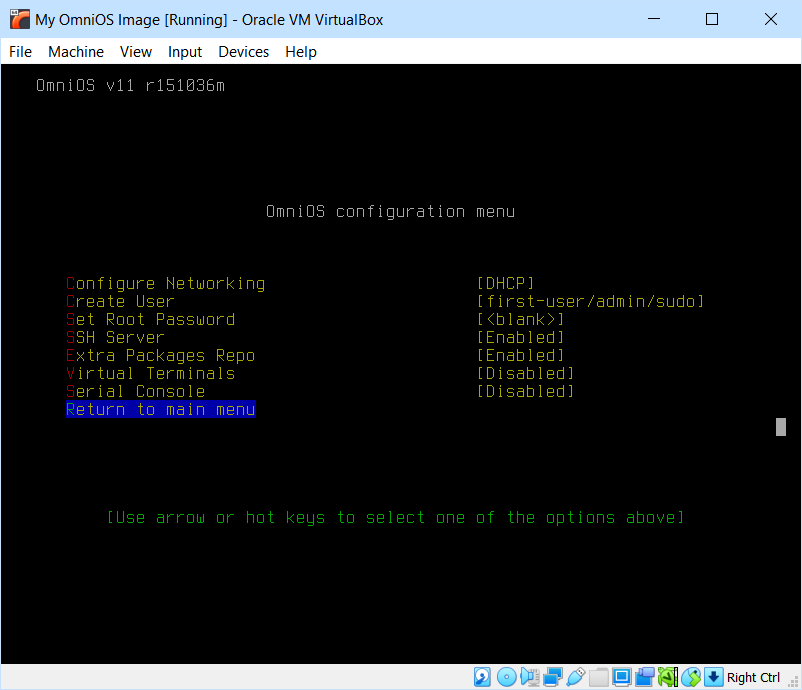 My OmniOS Image [Running] - Oracle VM VirtualBox
File Machine View Input Devices Help
OmniOS v11 r151036m
OmniOS configuration menu
Configure Networking [DHCP]
Create User [first-user/admin/sudo]
Set Root Password [<blank>]
SSH Server [Enabled]
Extra Packages Repo [Enabled]
Virtual Terminals [Disabled]
Serial Console [Disabled]
Return to main menu
[Use arrow or hot keys to select one of the options above]
Right Ctrl